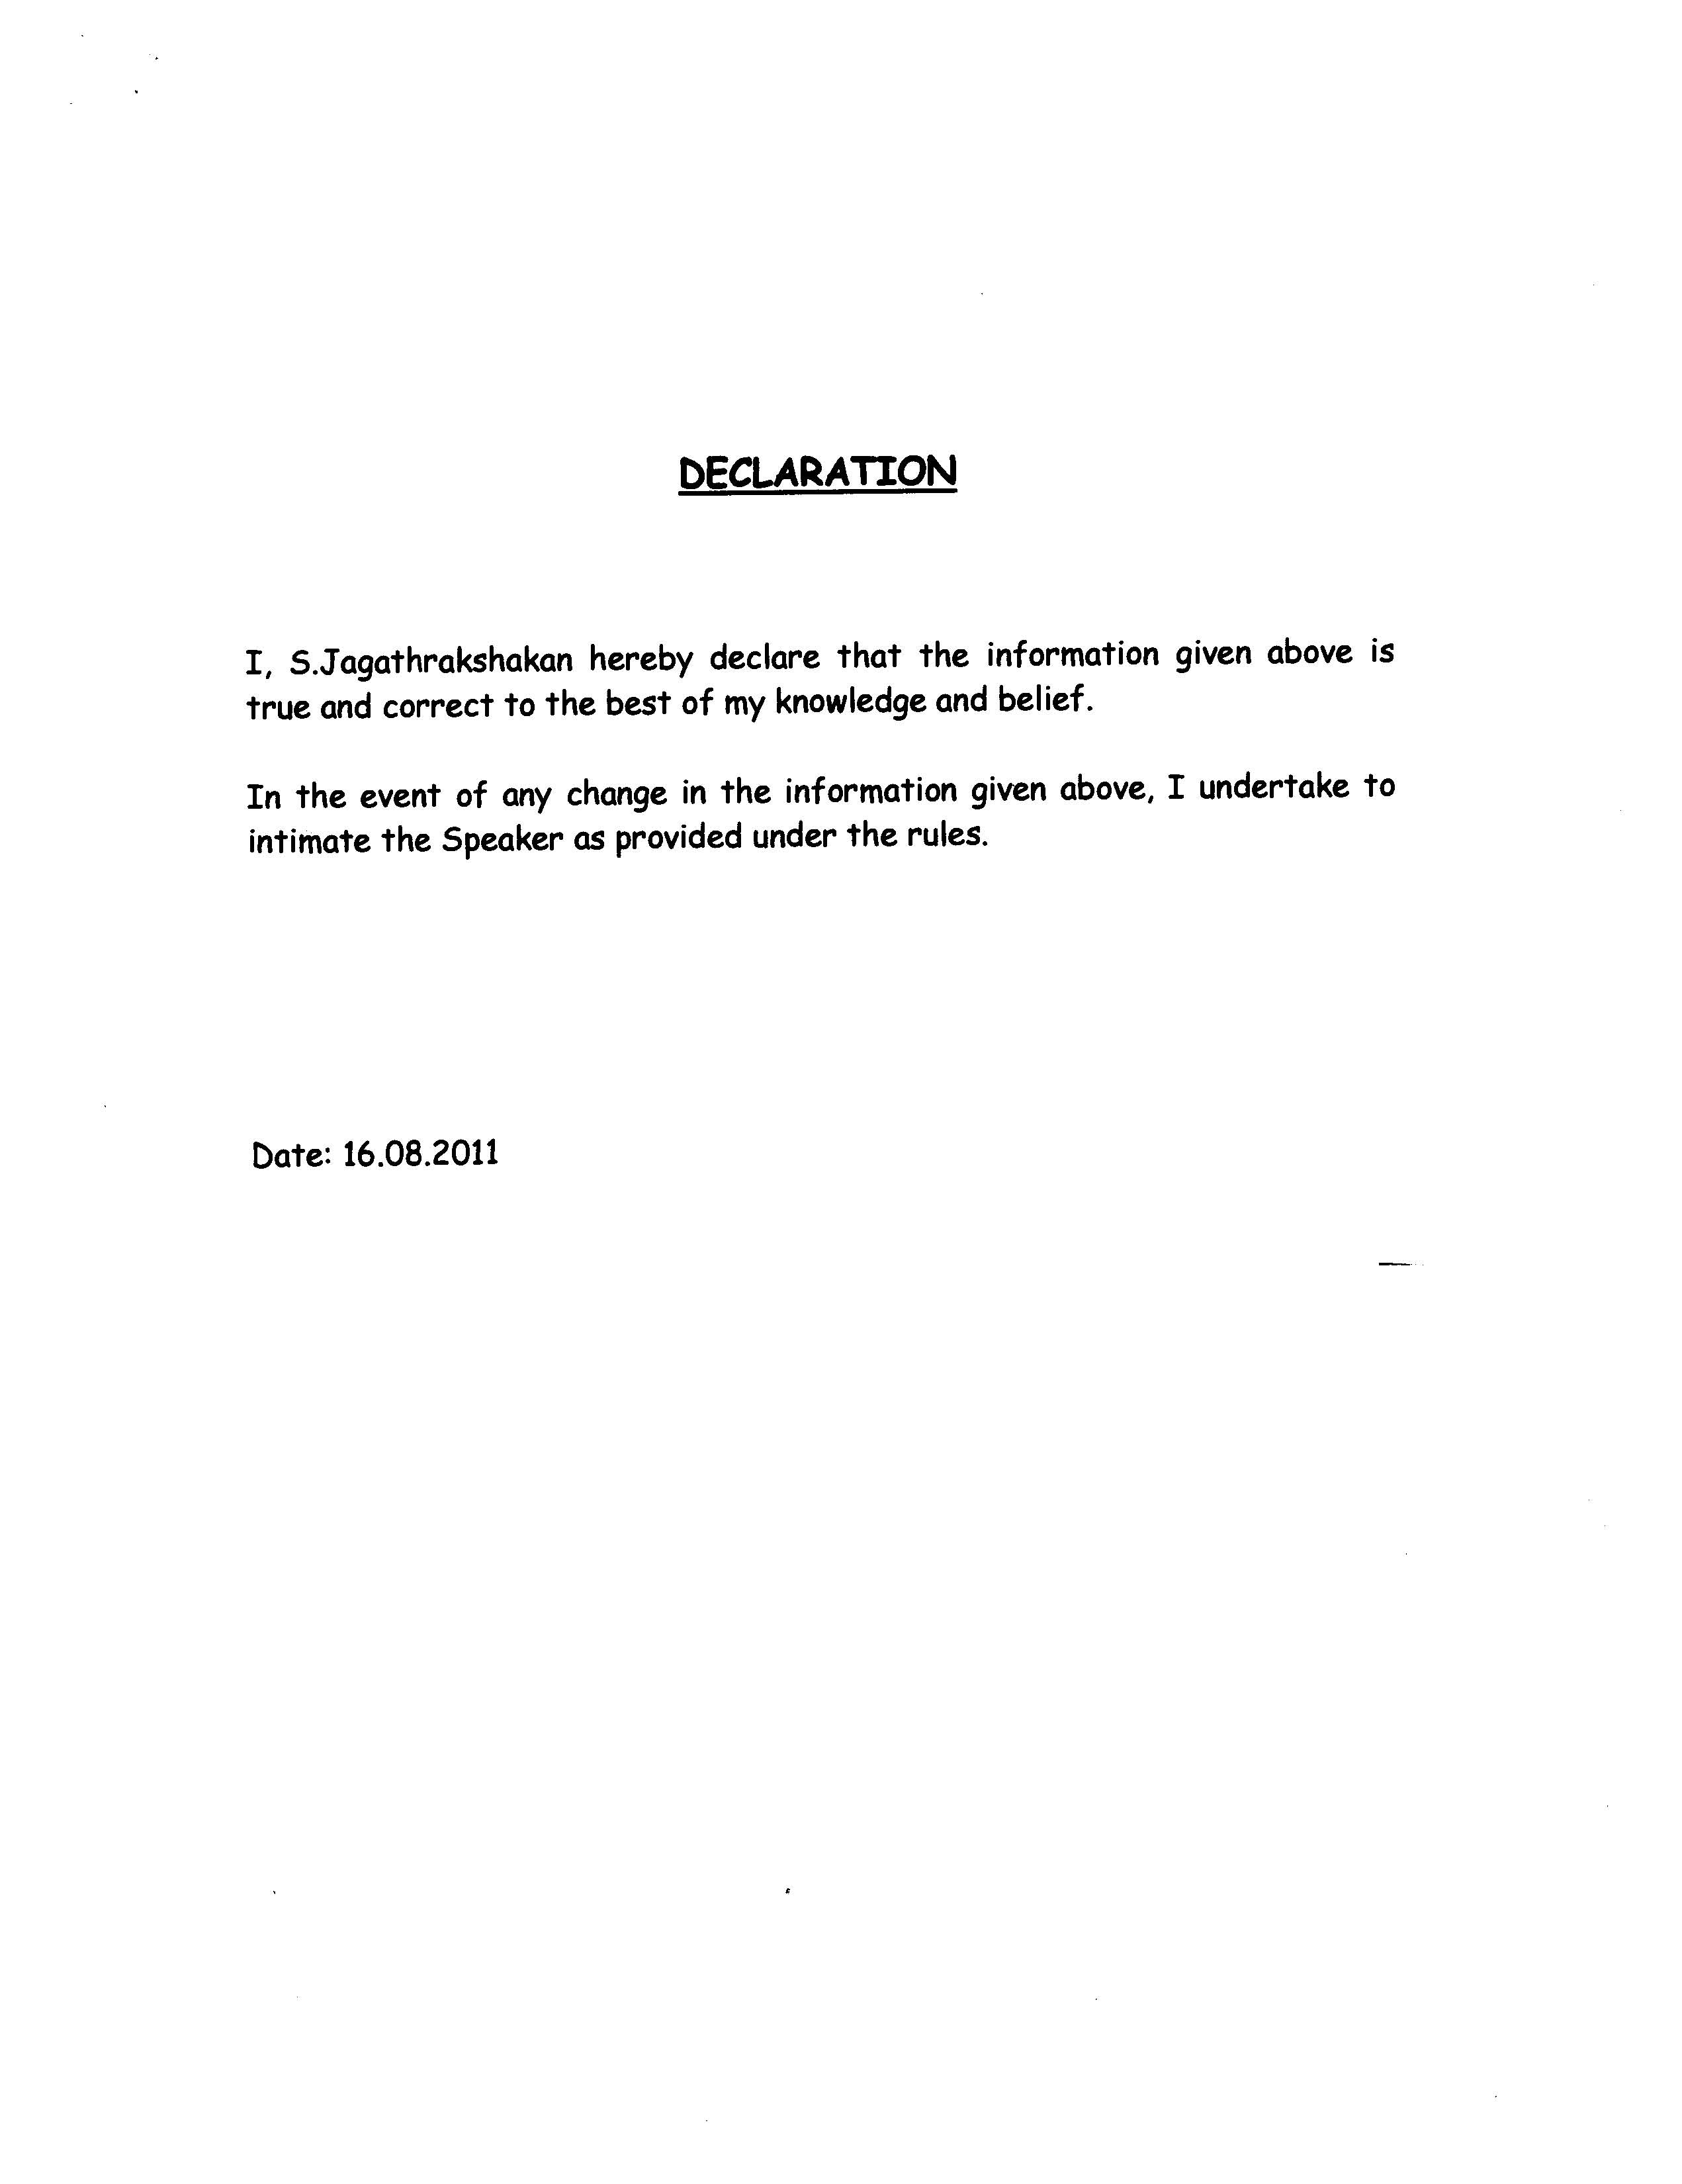 DECLARATION
I, S.Jagathrakshakan hereby declare that the information given above is
true and correct to the best of my knowledge and belief.
In the event of any change in the information given above, I undertake to
intimate the Speaker as provided under the rules.
Date: 16.08.2011